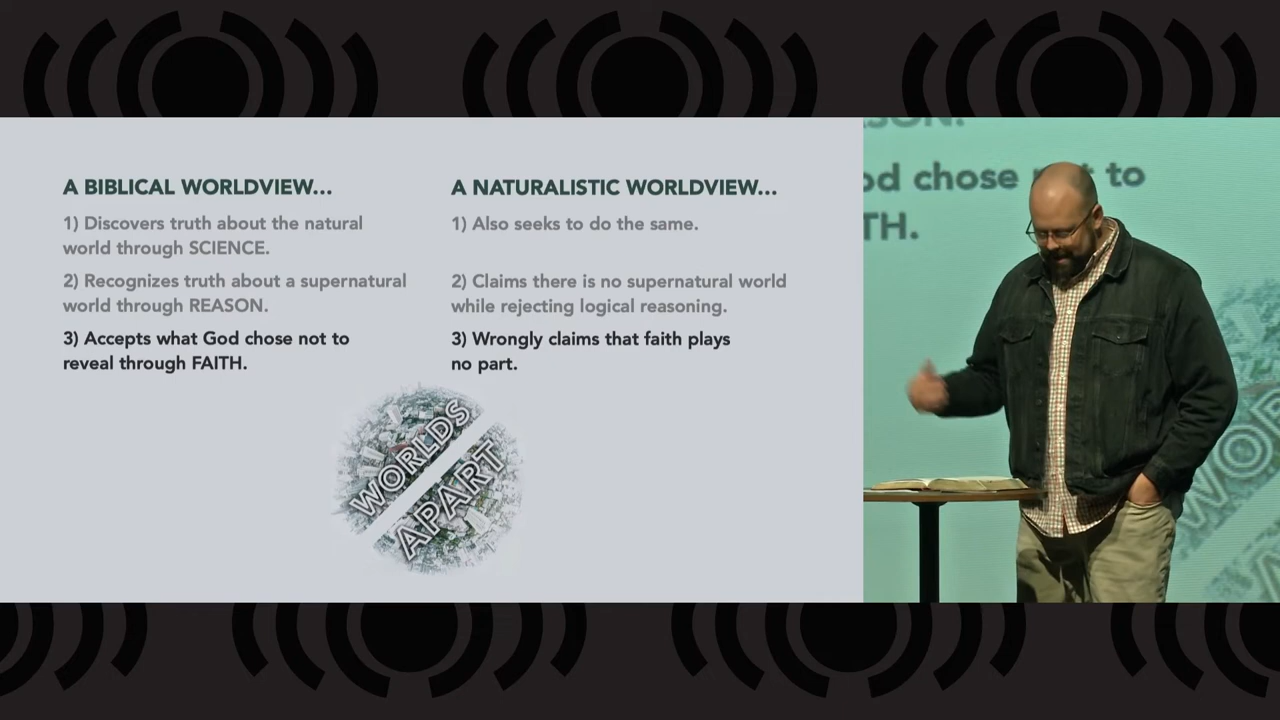 A BIBLICAL WORLDVIEW...
1) Discovers truth about the natural
world through SCIENCE.
2) Recognizes truth about a supernatural
world through REASON.
3) Accepts what God chose not to
reveal through FAITH.
A NATURALISTIC WORLDVIEW...
1) Also seeks to do the same.
2) Claims there is no supernatural world
while rejecting logical reasoning.
3) Wrongly claims that faith plays
no part.
WORLDS
APART
chose to
TH.